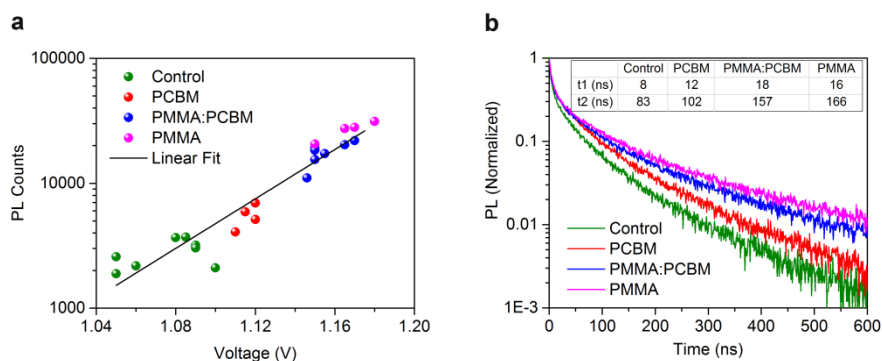 a
100000
10000
1000
PL Counts
Control
PCBM
PMMA:PCBM
PMMA
Linear Fit
1.04 1.08 1.12 1.16 1.20
Voltage (V)
b
1
0.1
0.01
1E-3
PL (Normalized)
Control PCBM PMMA:PCBM PMMA
t1 (ns) 8 12 18 16
t2 (ns) 83 102 157 166
Control
PCBM
PMMA:PCBM
PMMA
0 100 200 300 400 500 600
Time (ns)